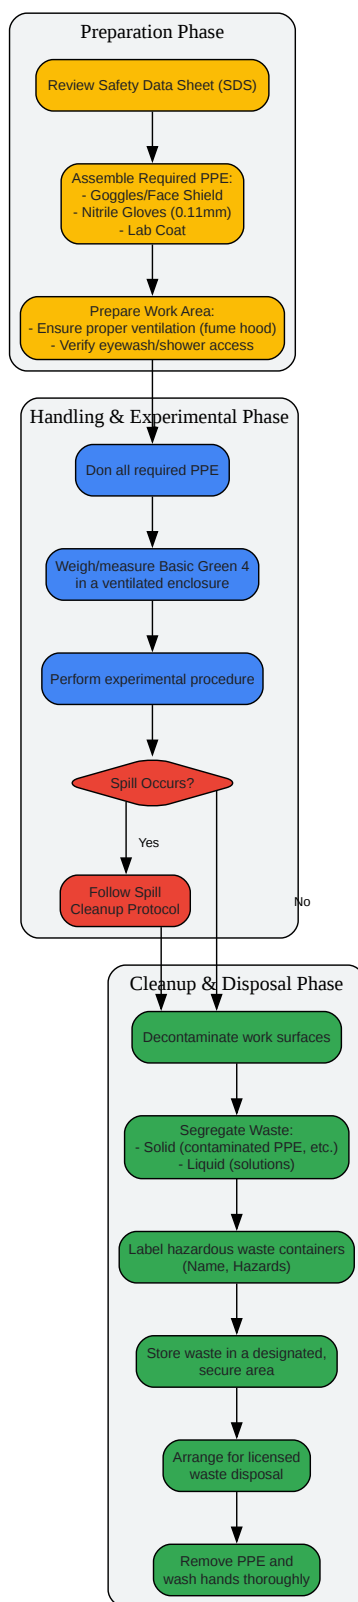 Preparation Phase
Review Safety Data Sheet (SDS)
Assemble Required PPE:
- Goggles/Face Shield
- Nitrile Gloves (0.11mm)
- Lab Coat
Prepare Work Area:
- Ensure proper ventilation (fume hood)
- Verify eyewash/shower access
Handling & Experimental Phase
Don all required PPE
Weigh/measure Basic Green 4
in a ventilated enclosure
Perform experimental procedure
Spill Occurs?
Yes
Follow Spill
Cleanup Protocol
No
Cleanup & Disposal Phase
Decontaminate work surfaces
Segregate Waste:
- Solid (contaminated PPE, etc.)
- Liquid (solutions)
Label hazardous waste containers
(Name, Hazards)
Store waste in a designated,
secure area
Arrange for licensed
waste disposal
Remove PPE and
wash hands thoroughly